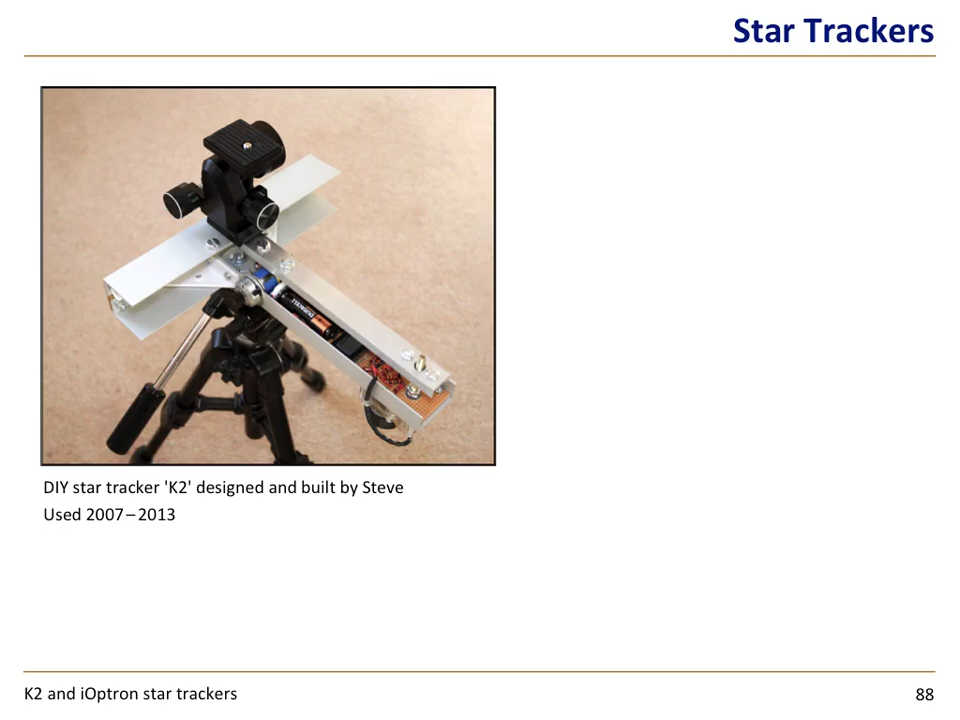 Star Trackers
DURACELL
DIY star tracker 'K2' designed and built by Steve
Used 2007–2013
K2 and iOptron star trackers
88